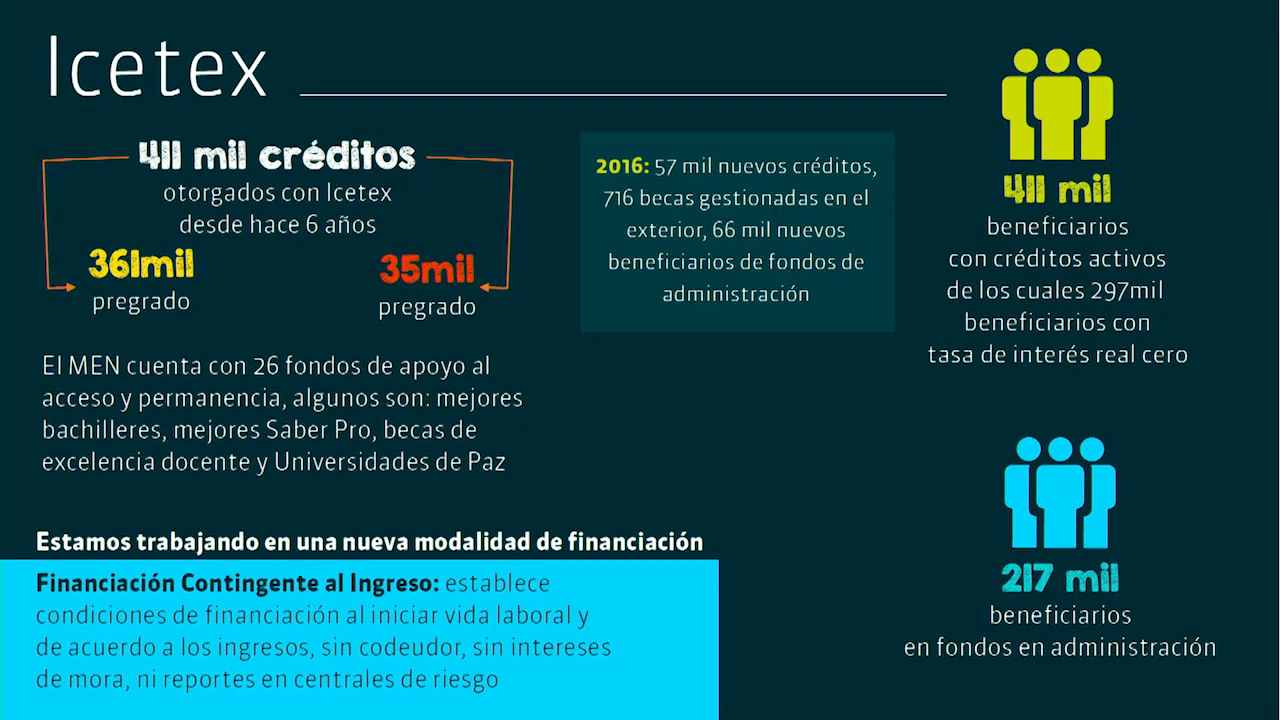 Icetex
411 mil créditos
otorgados con Icetex
desde hace 6 años
361mil
pregrado
35mil
pregrado
El MEN cuenta con 26 fondos de apoyo al
acceso y permanencia, algunos son: mejores
bachilleres, mejores Saber Pro, becas de
excelencia docente y Universidades de Paz
2016: 57 mil nuevos créditos,
716 becas gestionadas en el
exterior, 66 mil nuevos
beneficiarios de fondos de
administración
411 mil
beneficiarios
con créditos activos
de los cuales 297mil
beneficiarios con
tasa de interés real cero
217 mil
beneficiarios
en fondos en administración
Estamos trabajando en una nueva modalidad de financiación
Financiación Contingente al Ingreso: establece
condiciones de financiación al iniciar vida laboral y
de acuerdo a los ingresos, sin codeudor, sin intereses
de mora, ni reportes en centrales de riesgo